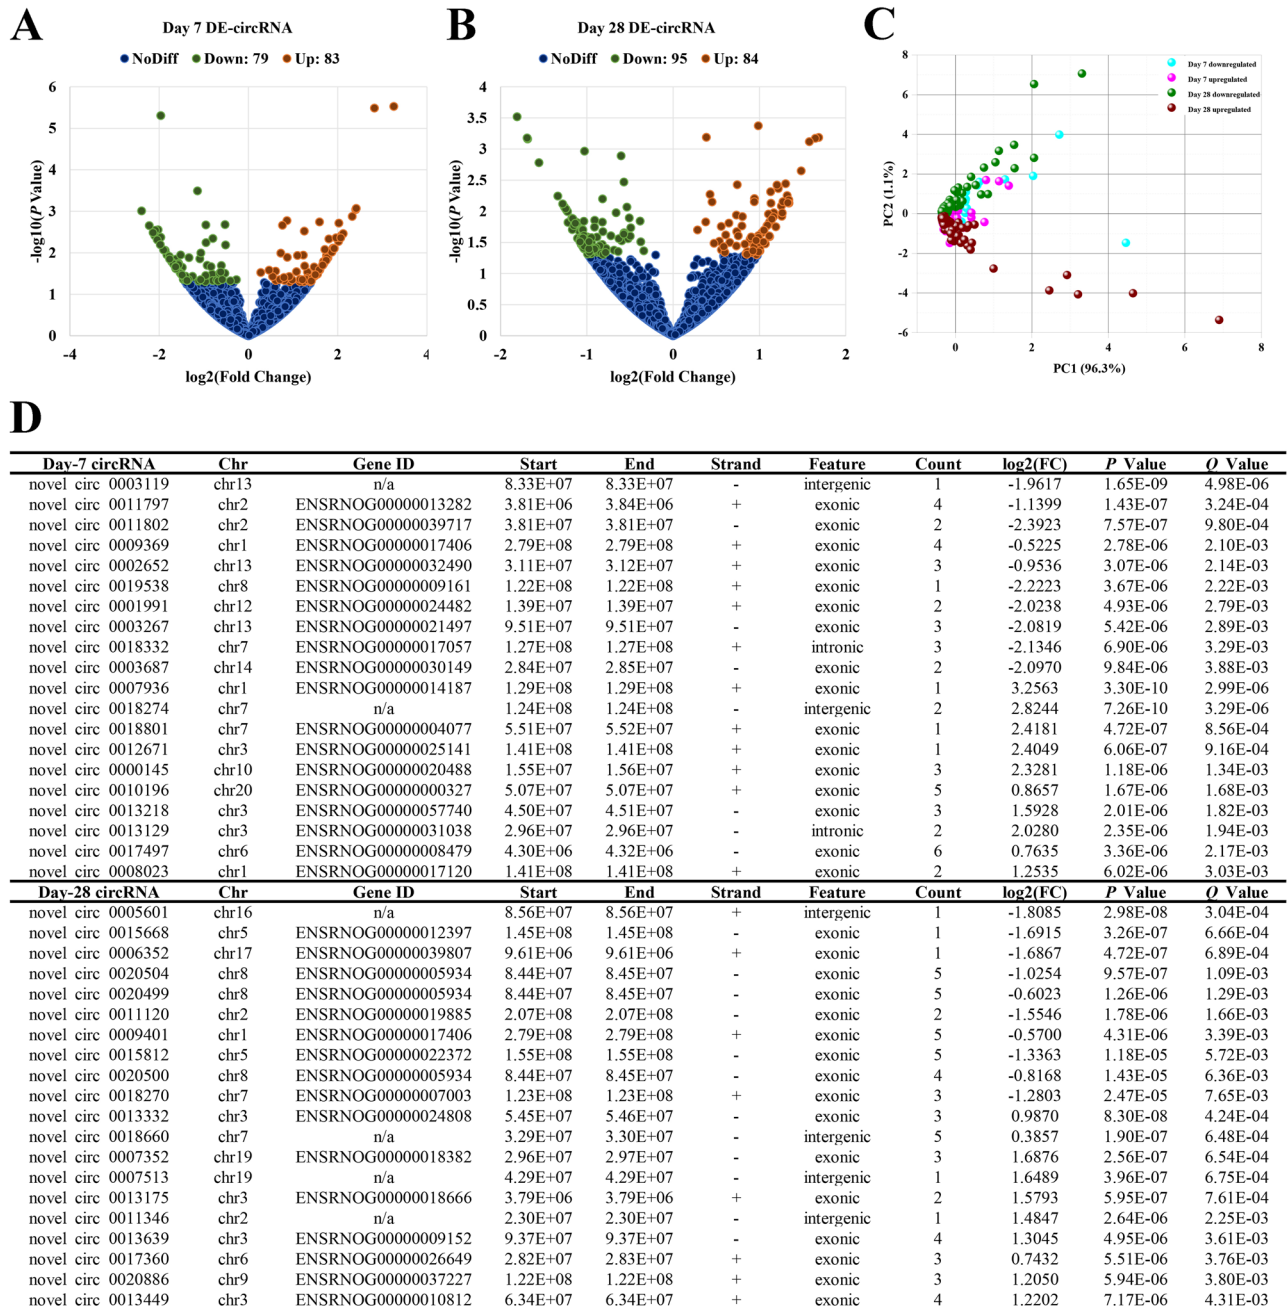 A
Day 7 DE-circRNA
NoDiff Down: 79 Up: 83
6
5
4
3
2
1
0
-log10(P Value)
-4 -2 0 2 4
log2(Fold Change)
B
Day 28 DE-circRNA
NoDiff Down: 95 Up: 84
4
3.5
3
2.5
2
1.5
1
0.5
0
-log10(P Value)
-2 -1 0 1 2
log2(Fold Change)
C
Day 7 downregulated
Day 7 upregulated
Day 28 downregulated
Day 28 upregulated
8
6
4
2
0
-2
-4
-6
PC2 (1.1%)
0 2 4 6 8
PC1 (96.3%)
D
Day-7 circRNA Chr Gene ID Start End Strand Feature Count log2(FC) P Value Q Value
novel circ 0003119 chr13 n/a 8.33E+07 8.33E+07 - intergenic 1 -1.9617 1.65E-09 4.98E-06
novel circ 0011797 chr2 ENSRNOG00000013282 3.81E+06 3.84E+06 + exonic 4 -1.1399 1.43E-07 3.24E-04
novel circ 0011802 chr2 ENSRNOG00000039717 3.81E+07 3.81E+07 - exonic 2 -2.3923 7.57E-07 9.80E-04
novel circ 0009369 chr1 ENSRNOG00000017406 2.79E+08 2.79E+08 + exonic 4 -0.5225 2.78E-06 2.10E-03
novel circ 0002652 chr13 ENSRNOG00000032490 3.11E+07 3.12E+07 + exonic 3 -0.9536 3.07E-06 2.14E-03
novel circ 0019538 chr8 ENSRNOG00000009161 1.22E+08 1.22E+08 + exonic 1 -2.2223 3.67E-06 2.22E-03
novel circ 0001991 chr12 ENSRNOG00000024482 1.39E+07 1.39E+07 + exonic 2 -2.0238 4.93E-06 2.79E-03
novel circ 0003267 chr13 ENSRNOG00000021497 9.51E+07 9.51E+07 - exonic 3 -2.0819 5.42E-06 2.89E-03
novel circ 0018332 chr7 ENSRNOG00000017057 1.27E+08 1.27E+08 + intronic 3 -2.1346 6.90E-06 3.29E-03
novel circ 0003687 chr14 ENSRNOG00000030149 2.84E+07 2.85E+07 - exonic 2 -2.0970 9.84E-06 3.88E-03
novel circ 0007936 chr1 ENSRNOG00000014187 1.29E+08 1.29E+08 + exonic 1 3.2563 3.30E-10 2.99E-06
novel circ 0018274 chr7 n/a 1.24E+08 1.24E+08 - intergenic 2 2.8244 7.26E-10 3.29E-06
novel circ 0018801 chr7 ENSRNOG00000004077 5.51E+07 5.52E+07 + exonic 1 2.4181 4.72E-07 8.56E-04
novel circ 0012671 chr3 ENSRNOG00000025141 1.41E+08 1.41E+08 + exonic 1 2.4049 6.06E-07 9.16E-04
novel circ 0000145 chr10 ENSRNOG00000020488 1.55E+07 1.56E+07 + exonic 3 2.3281 1.18E-06 1.34E-03
novel circ 0010196 chr20 ENSRNOG00000000327 5.07E+07 5.07E+07 + exonic 5 0.8657 1.67E-06 1.68E-03
novel circ 0013218 chr3 ENSRNOG00000057740 4.50E+07 4.51E+07 - exonic 3 1.5928 2.01E-06 1.82E-03
novel circ 0013129 chr3 ENSRNOG00000031038 2.96E+07 2.96E+07 - intronic 2 2.0280 2.35E-06 1.94E-03
novel circ 0017497 chr6 ENSRNOG00000008479 4.30E+06 4.32E+06 - exonic 6 0.7635 3.36E-06 2.17E-03
novel circ 0008023 chr1 ENSRNOG00000017120 1.41E+08 1.41E+08 + exonic 2 1.2535 6.02E-06 3.03E-03
Day-28 circRNA Chr Gene ID Start End Strand Feature Count log2(FC) P Value Q Value
novel circ 0005601 chr16 n/a 8.56E+07 8.56E+07 + intergenic 1 -1.8085 2.98E-08 3.04E-04
novel circ 0015668 chr5 ENSRNOG00000012397 1.45E+08 1.45E+08 - exonic 1 -1.6915 3.26E-07 6.66E-04
novel circ 0006352 chr17 ENSRNOG00000039807 9.61E+06 9.61E+06 + exonic 1 -1.6867 4.72E-07 6.89E-04
novel circ 0020504 chr8 ENSRNOG00000005934 8.44E+07 8.45E+07 - exonic 5 -1.0254 9.57E-07 1.09E-03
novel circ 0020499 chr8 ENSRNOG00000005934 8.44E+07 8.45E+07 - exonic 5 -0.6023 1.26E-06 1.29E-03
novel circ 0011120 chr2 ENSRNOG00000019885 2.07E+08 2.07E+08 - exonic 2 -1.5546 1.78E-06 1.66E-03
novel circ 0009401 chr1 ENSRNOG00000017406 2.79E+08 2.79E+08 + exonic 5 -0.5700 4.31E-06 3.39E-03
novel circ 0015812 chr5 ENSRNOG00000022372 1.55E+08 1.55E+08 - exonic 5 -1.3363 1.18E-05 5.72E-03
novel circ 0020500 chr8 ENSRNOG00000005934 8.44E+07 8.45E+07 - exonic 4 -0.8168 1.43E-05 6.36E-03
novel circ 0018270 chr7 ENSRNOG00000007003 1.23E+08 1.23E+08 + exonic 3 -1.2803 2.47E-05 7.65E-03
novel circ 0013332 chr3 ENSRNOG00000024808 5.45E+07 5.46E+07 - exonic 3 0.9870 8.30E-08 4.24E-04
novel circ 0018660 chr7 n/a 3.29E+07 3.30E+07 - intergenic 5 0.3857 1.90E-07 6.48E-04
novel circ 0007352 chr19 ENSRNOG00000018382 2.96E+07 2.97E+07 - exonic 3 1.6876 2.56E-07 6.54E-04
novel circ 0007513 chr19 n/a 4.29E+07 4.29E+07 - intergenic 1 1.6489 3.96E-07 6.75E-04
novel circ 0013175 chr3 ENSRNOG00000018666 3.79E+06 3.79E+06 + exonic 2 1.5793 5.95E-07 7.61E-04
novel circ 0011346 chr2 n/a 2.30E+07 2.30E+07 - intergenic 1 1.4847 2.64E-06 2.25E-03
novel circ 0013639 chr3 ENSRNOG00000009152 9.37E+07 9.37E+07 - exonic 4 1.3045 4.95E-06 3.61E-03
novel circ 0017360 chr6 ENSRNOG00000026649 2.82E+07 2.83E+07 + exonic 3 0.7432 5.51E-06 3.76E-03
novel circ 0020886 chr9 ENSRNOG00000037227 1.22E+08 1.22E+08 + exonic 3 1.2050 5.94E-06 3.80E-03
novel circ 0013449 chr3 ENSRNOG00000010812 6.34E+07 6.34E+07 + exonic 4 1.2202 7.17E-06 4.31E-03